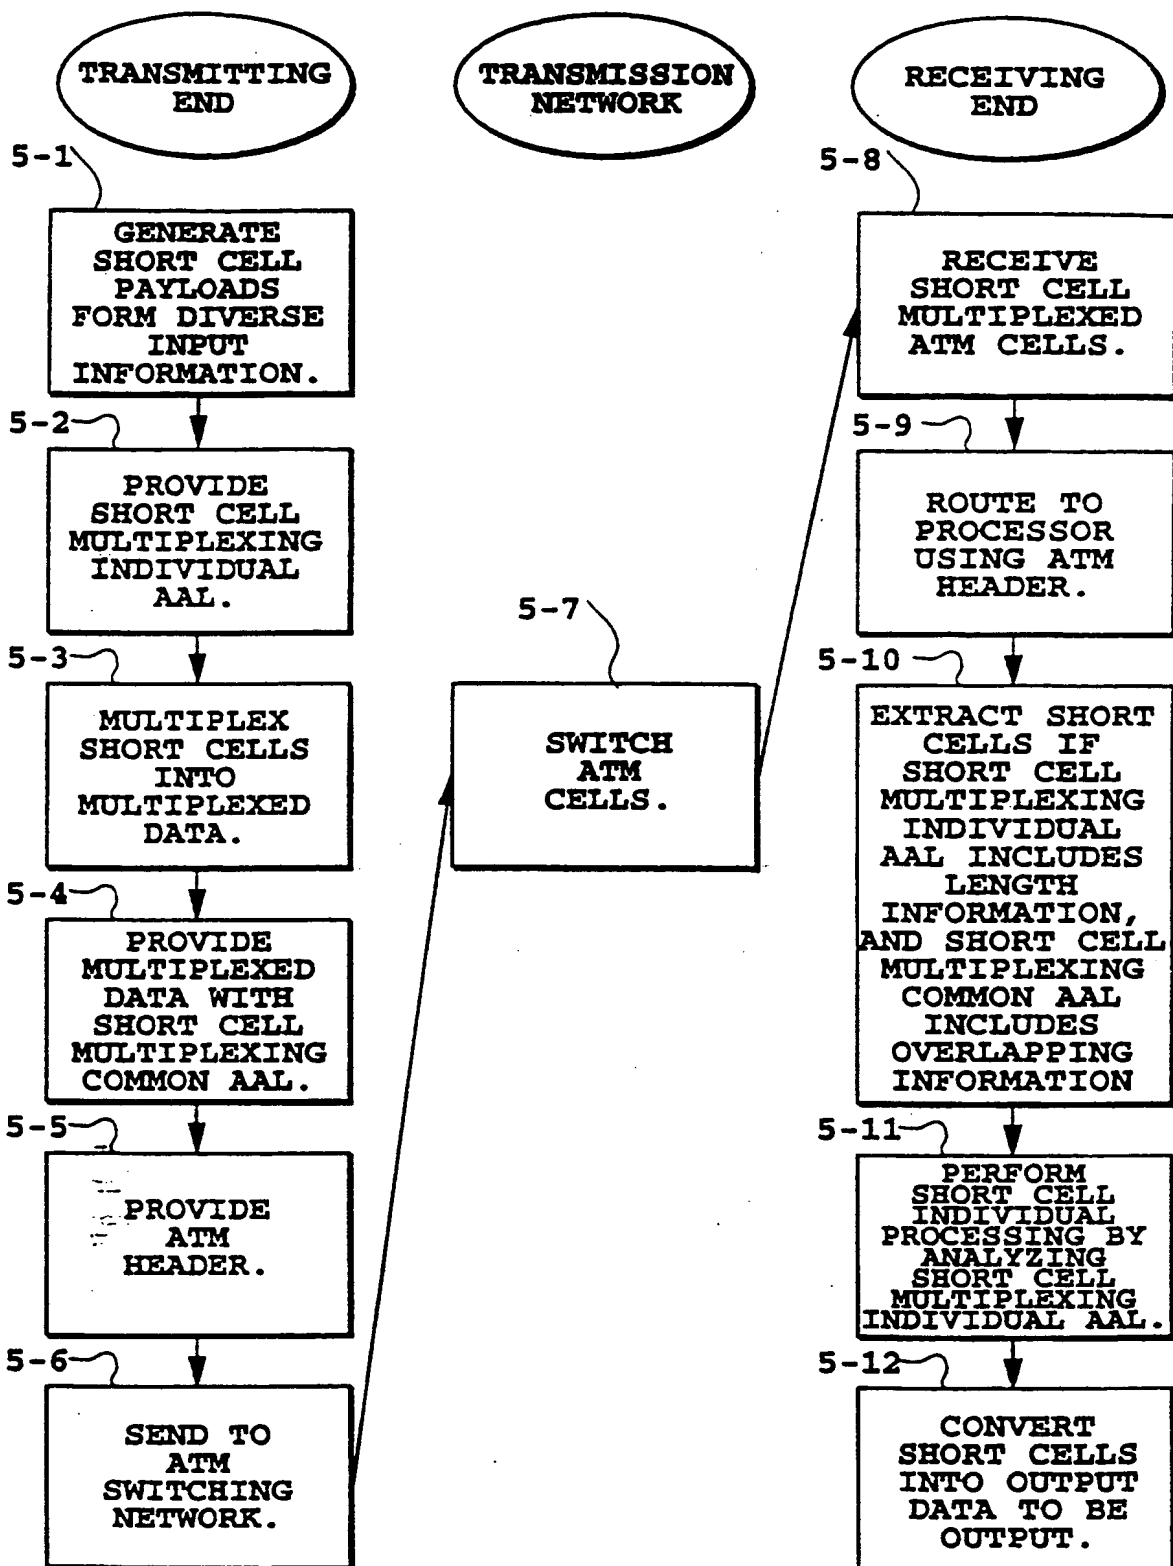 TRANSMITTING
END
5-1
GENERATE
SHORT CELL
PAYLOADS
FORM DIVERSE
INPUT
INFORMATION.
5-2
PROVIDE
SHORT CELL
MULTIPLEXING
INDIVIDUAL
AAL.
5-3
MULTIPLEX
SHORT CELLS
INTO
MULTIPLEXED
DATA.
5-4
PROVIDE
MULTIPLEXED
DATA WITH
SHORT CELL
MULTIPLEXING
COMMON AAL.
5-5
PROVIDE
ATM
HEADER.
5-6
SEND TO
ATM
SWITCHING
NETWORK.
TRANSMISSION
NETWORK
5-7
SWITCH
ATM
CELLS.
RECEIVING
END
5-8
RECEIVE
SHORT CELL
MULTIPLEXED
ATM CELLS.
5-9
ROUTE TO
PROCESSOR
USING ATM
HEADER.
5-10
EXTRACT SHORT
CELLS IF
SHORT CELL
MULTIPLEXING
INDIVIDUAL
AAL INCLUDES
LENGTH
INFORMATION,
AND SHORT CELL
MULTIPLEXING
COMMON AAL
INCLUDES
OVERLAPPING
INFORMATION
5-11
PERFORM
SHORT CELL
INDIVIDUAL
PROCESSING BY
ANALYZING
SHORT CELL
MULTIPLEXING
INDIVIDUAL AAL.
5-12
CONVERT
SHORT CELLS
INTO OUTPUT
DATA TO BE
OUTPUT.